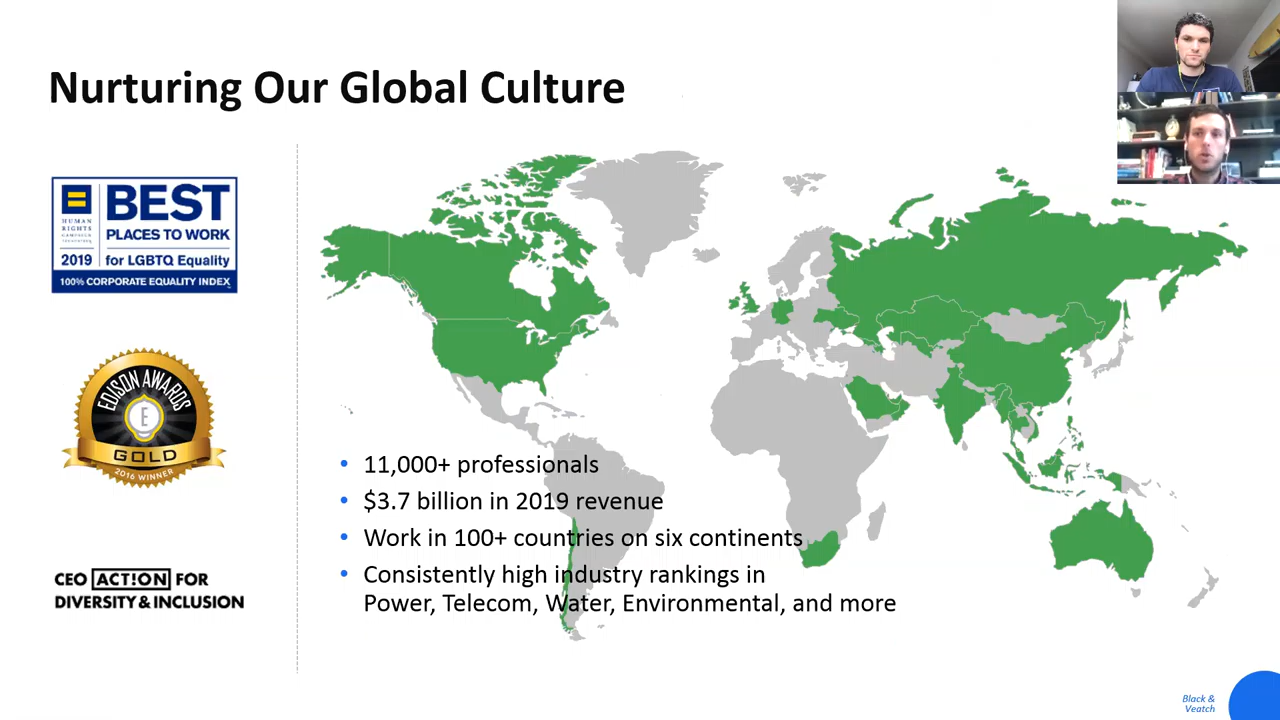 Nurturing Our Global Culture
HUMAN
RIGHTS
CAMPAIGN
FOUNDATION
BEST
PLACES TO WORK
2019 for LGBTQ Equality
100% CORPORATE EQUALITY INDEX
EDISON AWARDS
E
GOLD
2016 WINNER
CEO ACT!ON FOR
DIVERSITY & INCLUSION
• 11,000+ professionals
• $3.7 billion in 2019 revenue
• Work in 100+ countries on six continents
• Consistently high industry rankings in
Power, Telecom, Water, Environmental, and more
Black &
Veatch